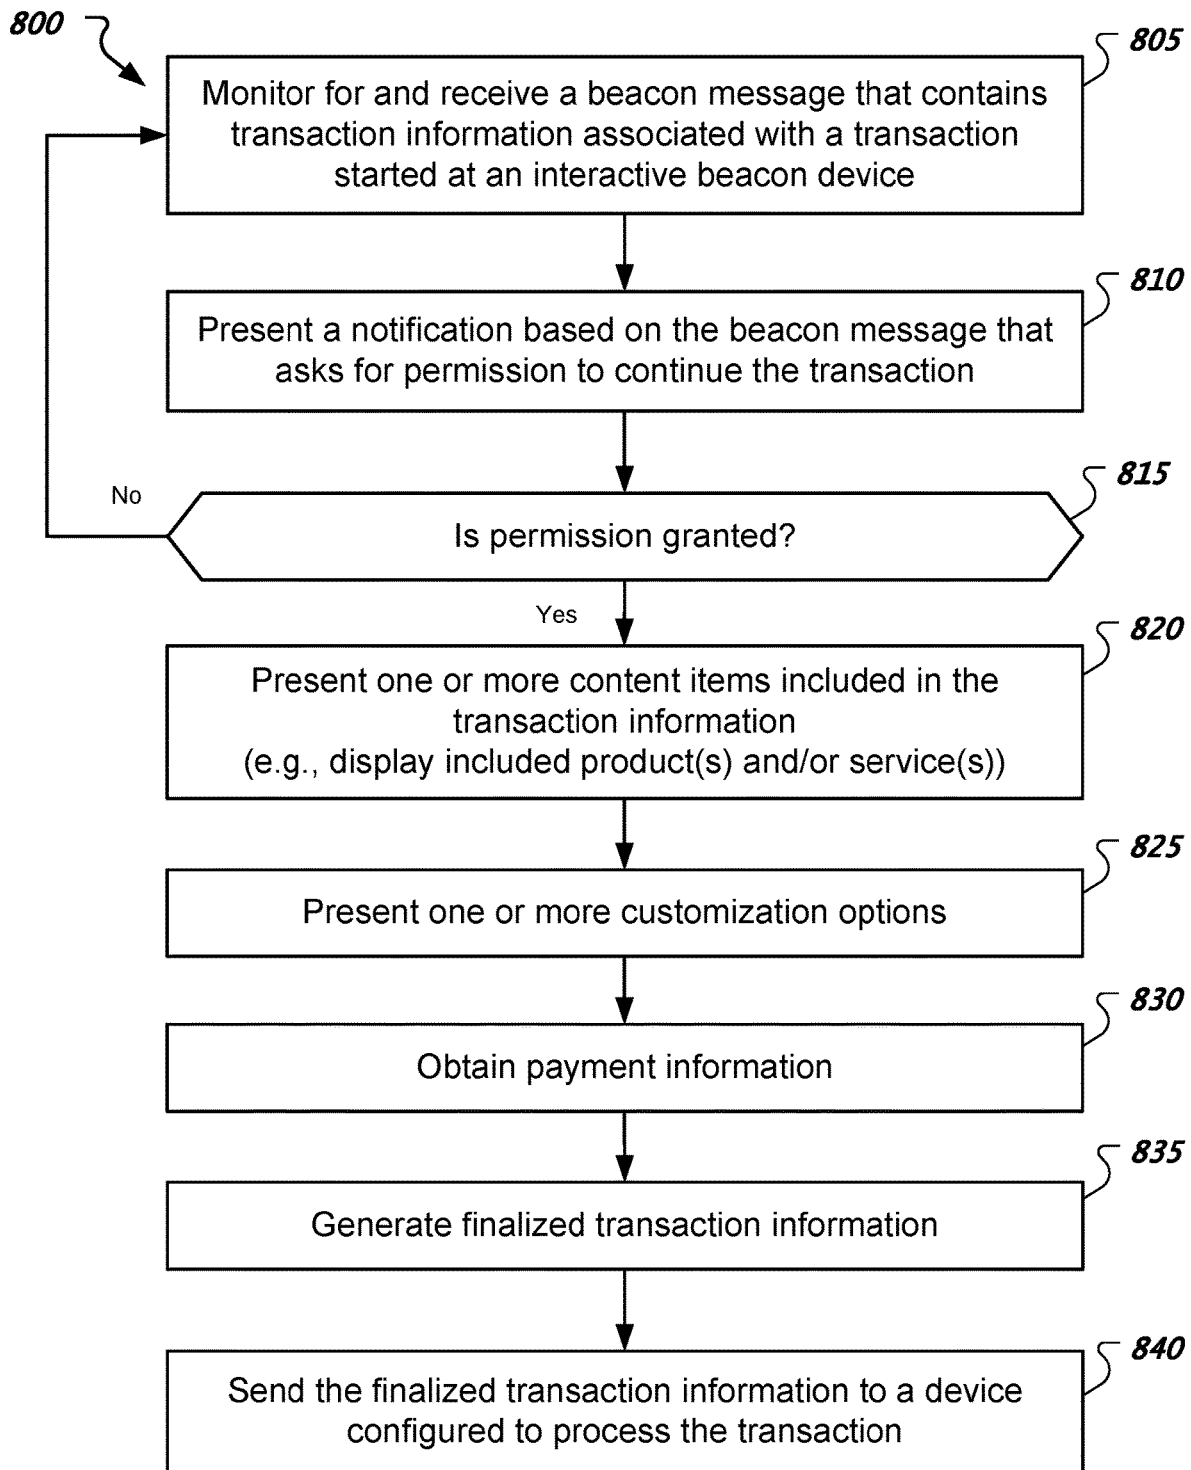 800
805
Monitor for and receive a beacon message that contains
transaction information associated with a transaction
started at an interactive beacon device
810
Present a notification based on the beacon message that
asks for permission to continue the transaction
815
No
Is permission granted?
Yes
820
Present one or more content items included in the
transaction information
(e.g., display included product(s) and/or service(s))
825
Present one or more customization options
830
Obtain payment information
835
Generate finalized transaction information
840
Send the finalized transaction information to a device
configured to process the transaction